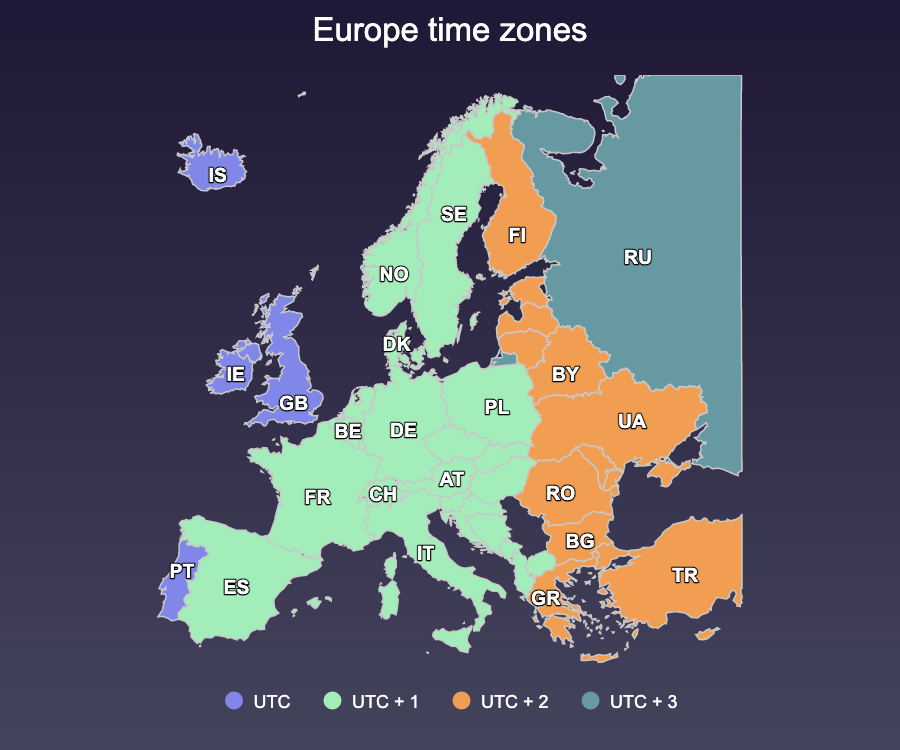 Europe time zones
IS
SE
FI
NO
RU
DK
IE
BY
GB
PL
UA
BE
DE
AT
CH
FR
RO
BG
IT
PT
ES
TR
GR
UTC
UTC + 1
UTC + 2
UTC + 3